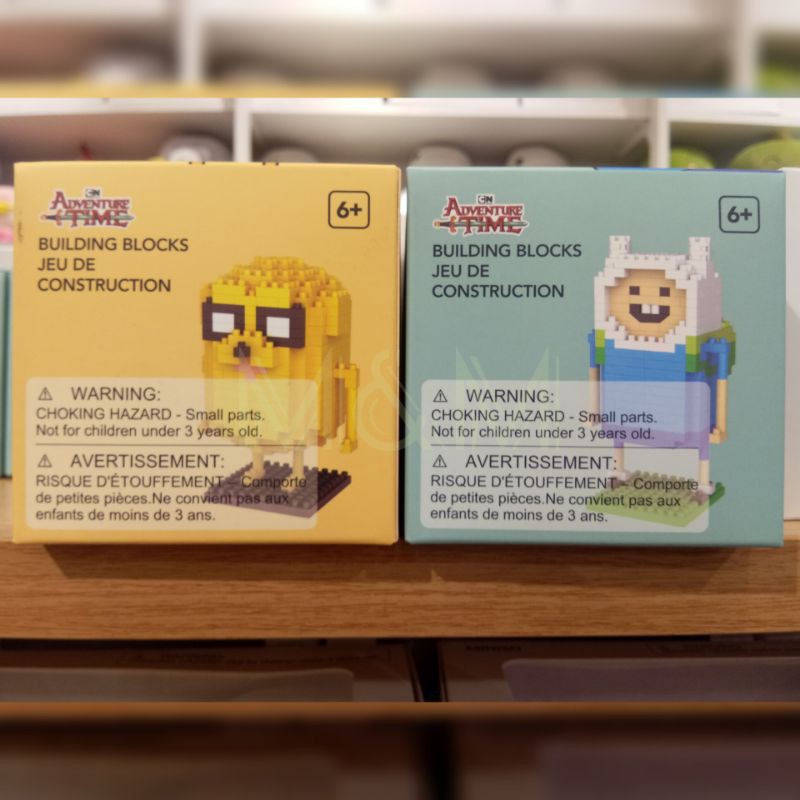 CN
ADVENTURE
TIME
6+
BUILDING BLOCKS
JEU DE
CONSTRUCTION
⚠ WARNING:
CHOKING HAZARD - Small parts.
Not for children under 3 years old.
⚠ AVERTISSEMENT:
RISQUE D'ÉTOUFFEMENT - Comporte
de petites pièces.Ne convient pas aux
enfants de moins de 3 ans.
CN
ADVENTURE
TIME
6+
BUILDING BLOCKS
JEU DE
CONSTRUCTION
⚠ WARNING:
CHOKING HAZARD - Small parts.
Not for children under 3 years old.
⚠ AVERTISSEMENT:
RISQUE D'ÉTOUFFEMENT - Comporte
de petites pièces.Ne convient pas aux
enfants de moins de 3 ans.
M&M